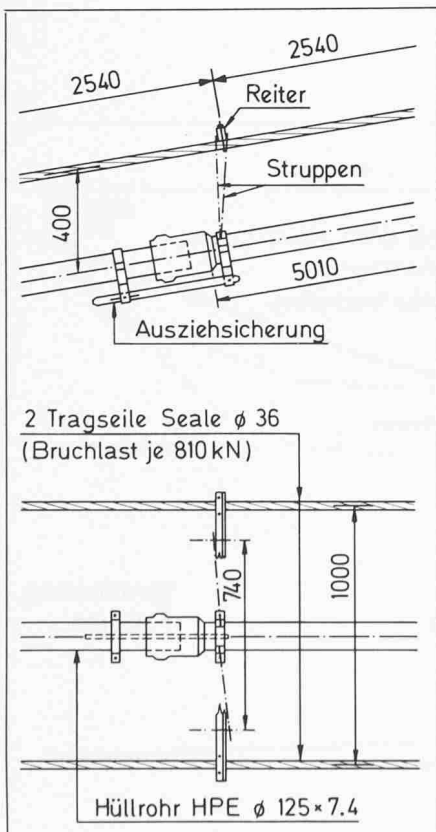 2540
2540
Reiter
Struppen
400
5010
Ausziehsicherung
2 Tragseile Seale ø 36
(Bruchlast je 810 kN)
740
1000
Hüllrohr HPE ø 125×7.4